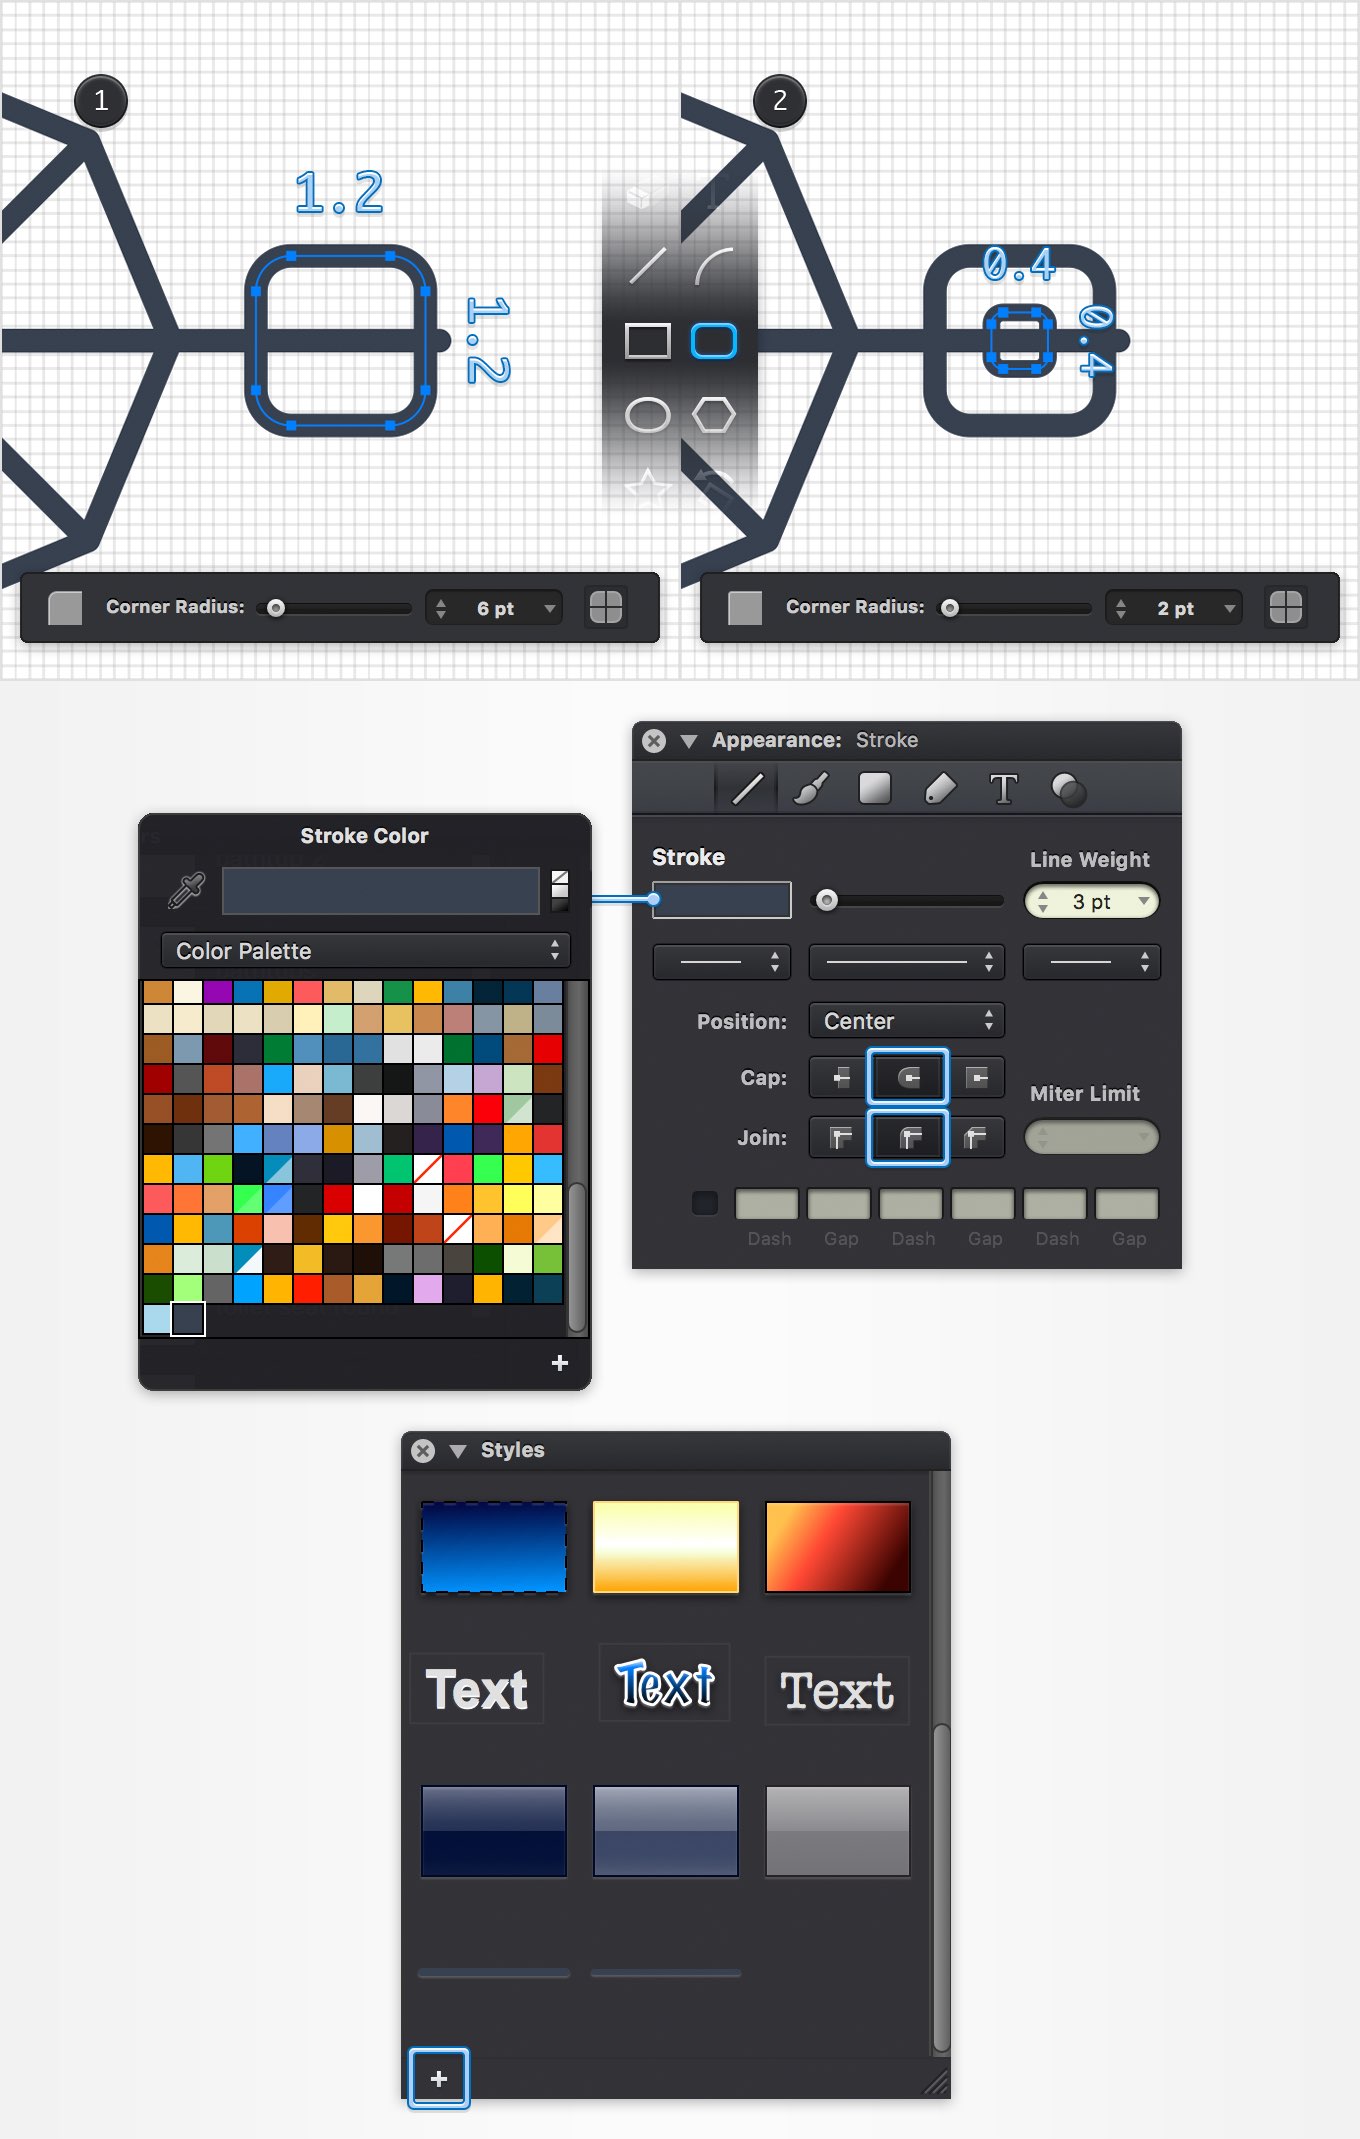 1
2
1.2
1.2
0.4
0.4
Corner Radius: 6 pt
Corner Radius: 2 pt
Appearance: Stroke
T
Stroke Color
Stroke
Line Weight
3 pt
Color Palette
Position: Center
Cap:
Miter Limit
Join:
Dash Gap Dash Gap Dash Gap
+
Styles
Text Text Text
+